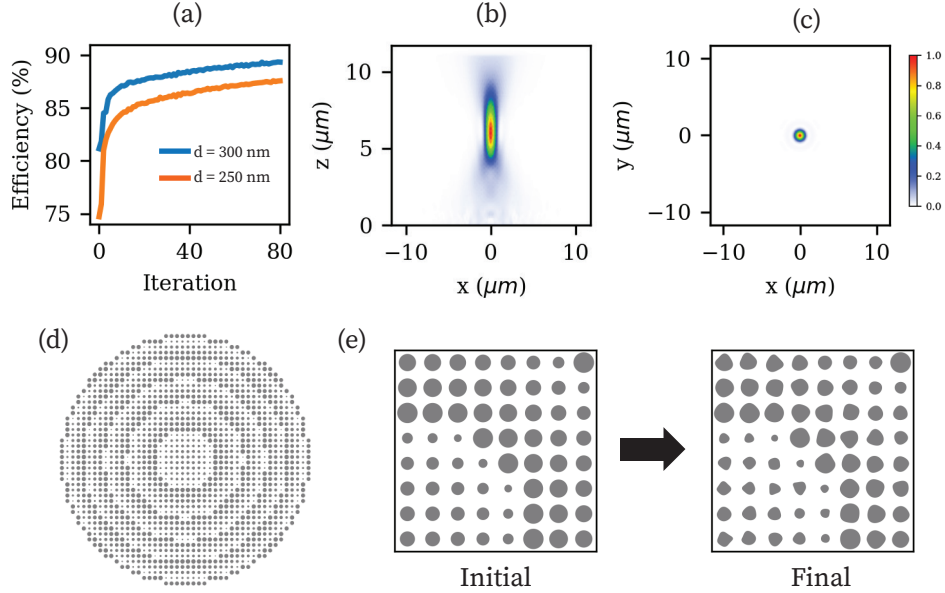 (a)
(b)
(c)
Efficiency (%)
90
85
80
75
d = 300 nm
d = 250 nm
0
40
80
Iteration
z (μm)
10
5
0
−10
0
10
x (μm)
y (μm)
10
0
−10
−10
0
10
x (μm)
1.0
0.8
0.6
0.4
0.2
0.0
(d)
(e)
Initial
Final